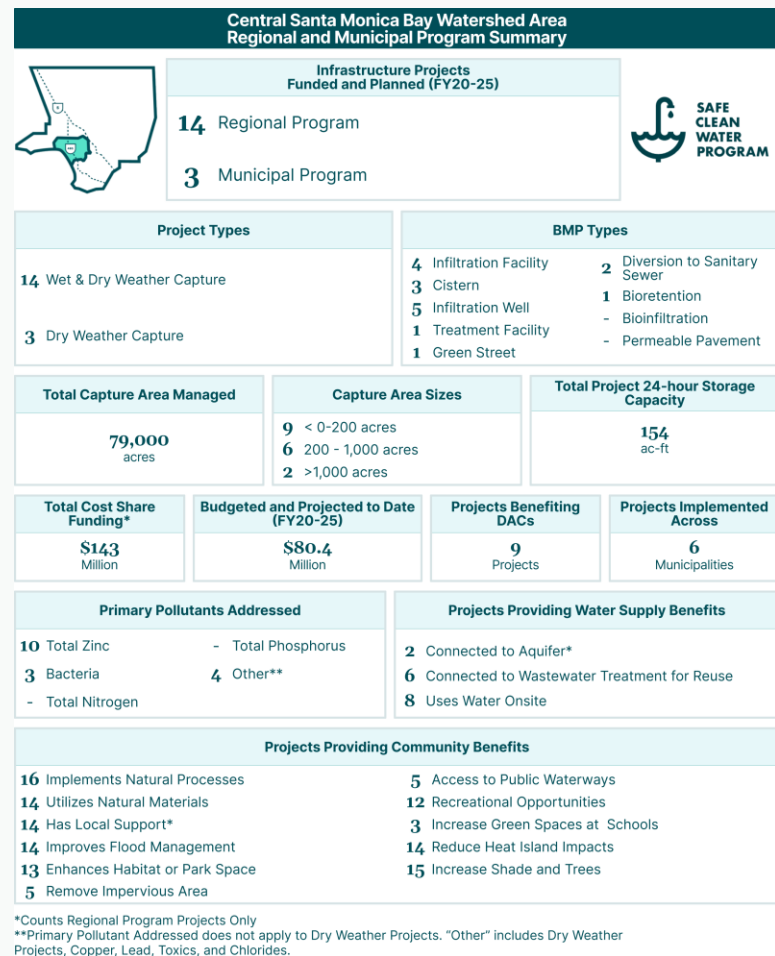 Central Santa Monica Bay Watershed Area
Regional and Municipal Program Summary
Infrastructure Projects
Funded and Planned (FY20-25)
14 Regional Program
3 Municipal Program
SAFE
CLEAN
WATER
PROGRAM
Project Types
14 Wet & Dry Weather Capture
3 Dry Weather Capture
BMP Types
4 Infiltration Facility
3 Cistern
5 Infiltration Well
1 Treatment Facility
1 Green Street
2 Diversion to Sanitary
Sewer
1 Bioretention
- Bioinfiltration
- Permeable Pavement
Total Capture Area Managed
79,000
acres
Capture Area Sizes
9 < 0-200 acres
6 200 - 1,000 acres
2 >1,000 acres
Total Project 24-hour Storage
Capacity
154
ac-ft
Total Cost Share
Funding*
$143
Million
Budgeted and Projected to Date
(FY20-25)
$80.4
Million
Projects Benefiting
DACs
9
Projects
Projects Implemented
Across
6
Municipalities
Primary Pollutants Addressed
10 Total Zinc
3 Bacteria
- Total Nitrogen
- Total Phosphorus
4 Other**
Projects Providing Water Supply Benefits
2 Connected to Aquifer*
6 Connected to Wastewater Treatment for Reuse
8 Uses Water Onsite
Projects Providing Community Benefits
16 Implements Natural Processes
14 Utilizes Natural Materials
14 Has Local Support*
14 Improves Flood Management
13 Enhances Habitat or Park Space
5 Remove Impervious Area
5 Access to Public Waterways
12 Recreational Opportunities
3 Increase Green Spaces at Schools
14 Reduce Heat Island Impacts
15 Increase Shade and Trees
*Counts Regional Program Projects Only
**Primary Pollutant Addressed does not apply to Dry Weather Projects. "Other" includes Dry Weather
Projects, Copper, Lead, Toxics, and Chlorides.